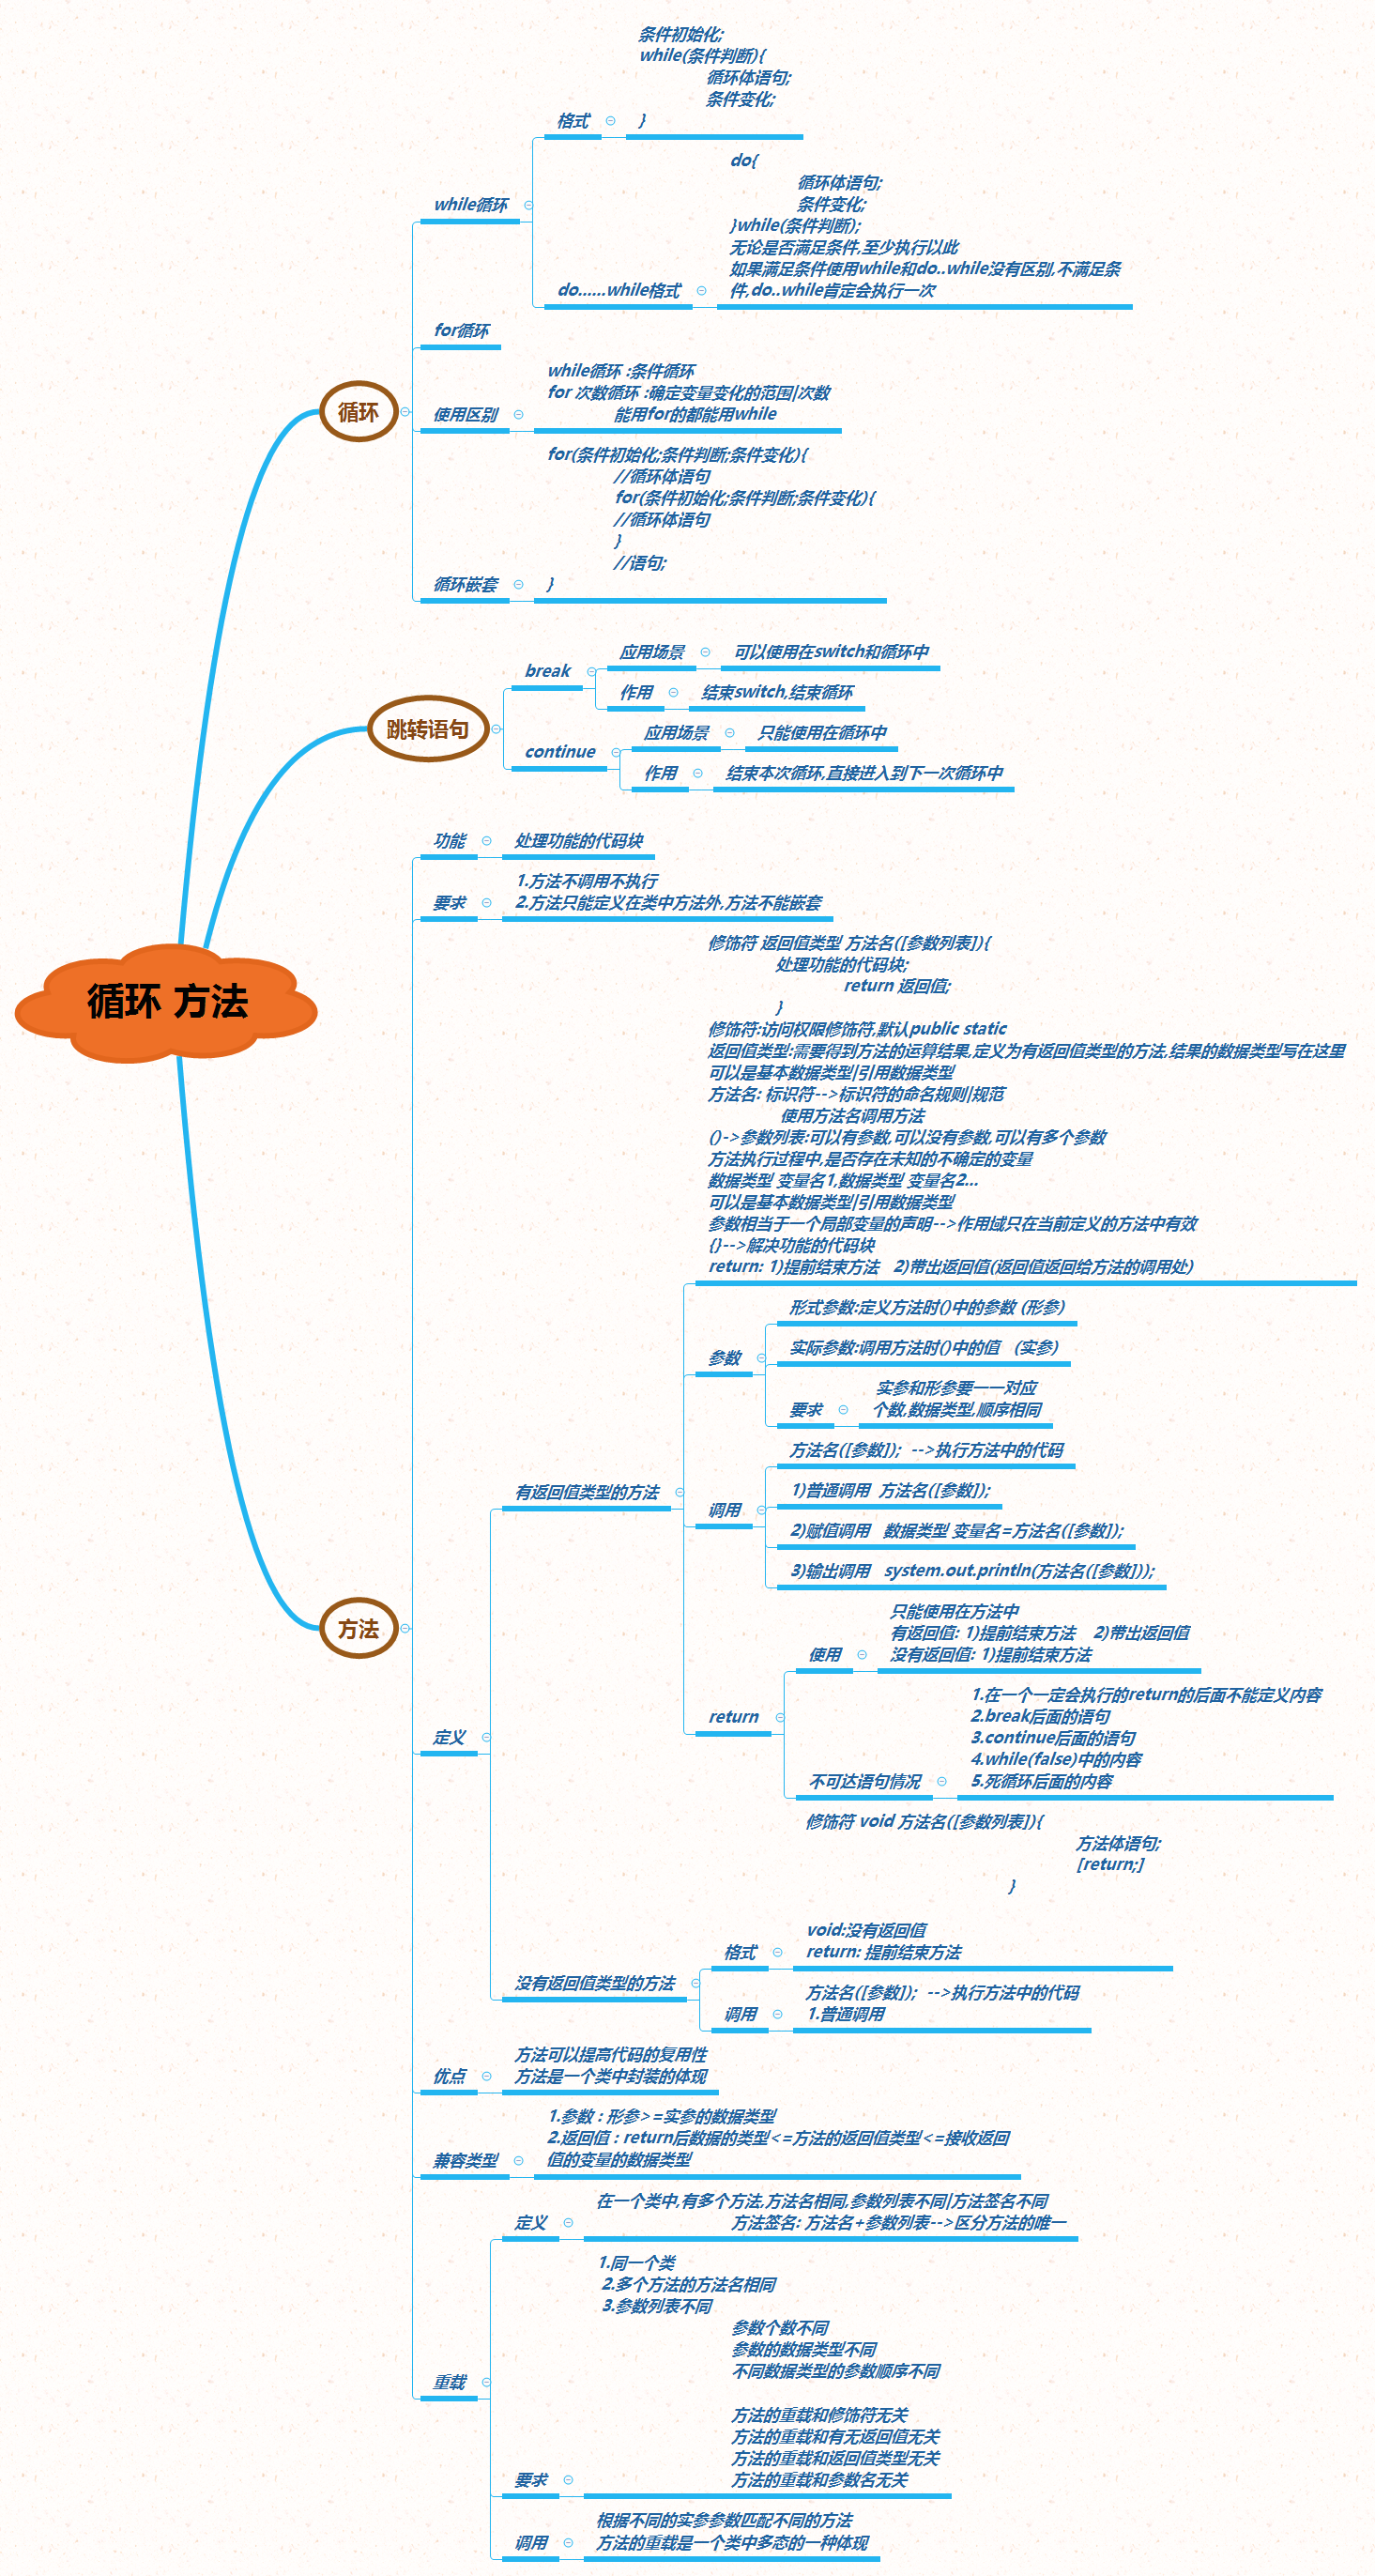 条件初始化;
while(条件判断){
循环体语句;
条件变化;
}
格式
while循环
do{
循环体语句;
条件变化;
}while(条件判断);
无论是否满足条件,至少执行以此
如果满足条件使用while和do..while没有区别,不满足条
件,do..while肯定会执行一次
do......while格式
for循环
循环
while循环 :条件循环
for 次数循环 :确定变量变化的范围|次数
能用for的都能用while
使用区别
for(条件初始化;条件判断;条件变化){
//循环体语句
for(条件初始化;条件判断;条件变化){
//循环体语句
}
//语句;
}
循环嵌套
跳转语句
break
应用场景
可以使用在switch和循环中
作用
结束switch,结束循环
continue
应用场景
只能使用在循环中
作用
结束本次循环,直接进入到下一次循环中
循环 方法
方法
功能
处理功能的代码块
要求
1.方法不调用不执行
2.方法只能定义在类中方法外,方法不能嵌套
定义
有返回值类型的方法
修饰符 返回值类型 方法名([参数列表]){
处理功能的代码块;
return 返回值;
}
修饰符:访问权限修饰符,默认public static
返回值类型:需要得到方法的运算结果,定义为有返回值类型的方法,结果的数据类型写在这里
可以是基本数据类型|引用数据类型
方法名: 标识符-->标识符的命名规则|规范
使用方法名调用方法
()->参数列表:可以有参数,可以没有参数,可以有多个参数
方法执行过程中,是否存在未知的不确定的变量
数据类型 变量名1,数据类型 变量名2...
可以是基本数据类型|引用数据类型
参数相当于一个局部变量的声明-->作用域只在当前定义的方法中有效
{}-->解决功能的代码块
return: 1)提前结束方法 2)带出返回值(返回值返回给方法的调用处)
参数
形式参数:定义方法时()中的参数 (形参)
实际参数:调用方法时()中的值 (实参)
要求
实参和形参要一一对应
个数,数据类型,顺序相同
调用
方法名([参数]); -->执行方法中的代码
1)普通调用 方法名([参数]);
2)赋值调用 数据类型 变量名=方法名([参数]);
3)输出调用 system.out.println(方法名([参数]));
return
使用
只能使用在方法中
有返回值: 1)提前结束方法 2)带出返回值
没有返回值: 1)提前结束方法
不可达语句情况
1.在一个一定会执行的return的后面不能定义内容
2.break后面的语句
3.continue后面的语句
4.while(false)中的内容
5.死循环后面的内容
没有返回值类型的方法
格式
修饰符 void 方法名([参数列表]){
方法体语句;
[return;]
}
void:没有返回值
return: 提前结束方法
调用
方法名([参数]); -->执行方法中的代码
1.普通调用
优点
方法可以提高代码的复用性
方法是一个类中封装的体现
兼容类型
1.参数 : 形参>=实参的数据类型
2.返回值 : return后数据的类型<=方法的返回值类型<=接收返回
值的变量的数据类型
重载
定义
在一个类中,有多个方法,方法名相同,参数列表不同|方法签名不同
方法签名: 方法名+参数列表-->区分方法的唯一
要求
1.同一个类
2.多个方法的方法名相同
3.参数列表不同
参数个数不同
参数的数据类型不同
不同数据类型的参数顺序不同
方法的重载和修饰符无关
方法的重载和有无返回值无关
方法的重载和返回值类型无关
方法的重载和参数名无关
调用
根据不同的实参参数匹配不同的方法
方法的重载是一个类中多态的一种体现